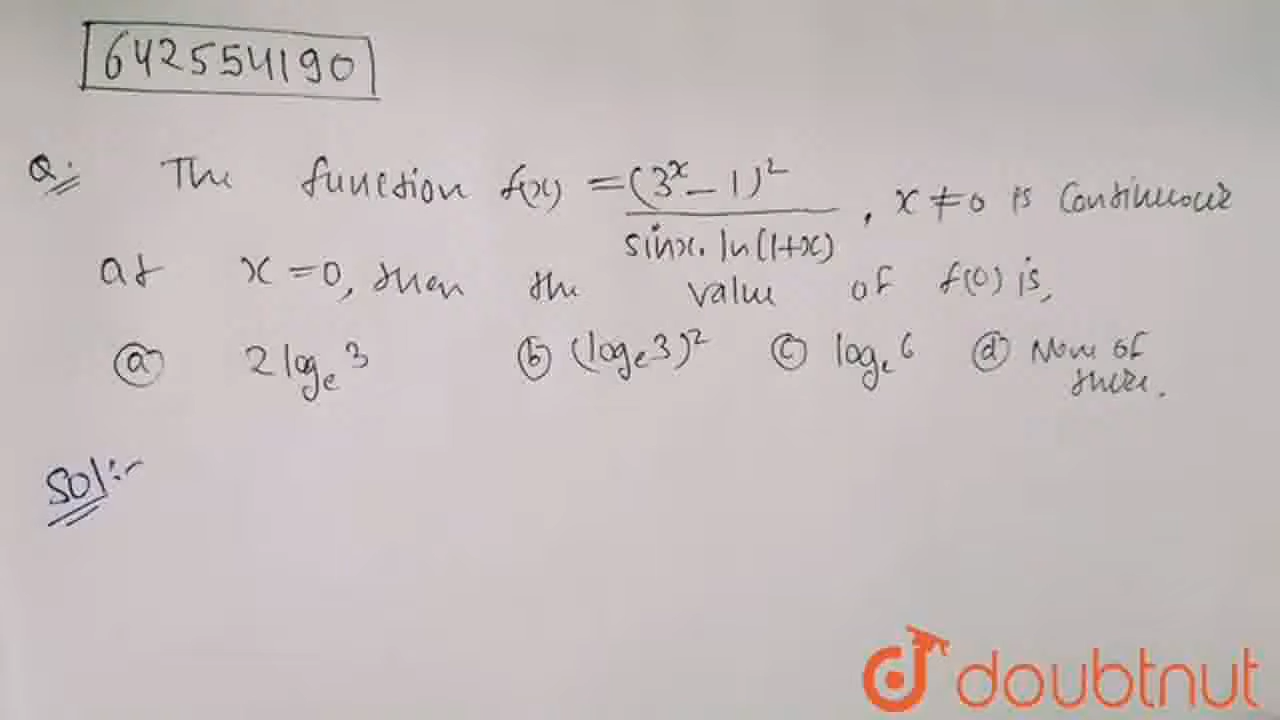 642554190
Q: The function f(x) = (3^x - 1)^2 / sinx. ln(1+x), x ≠ 0 is continuous
at x = 0, then the value of f(0) is,
(a) 2 log_e 3 (b) (log_e 3)^2 (c) log_e 6 (d) None of these.
Sol:-
doubtnut